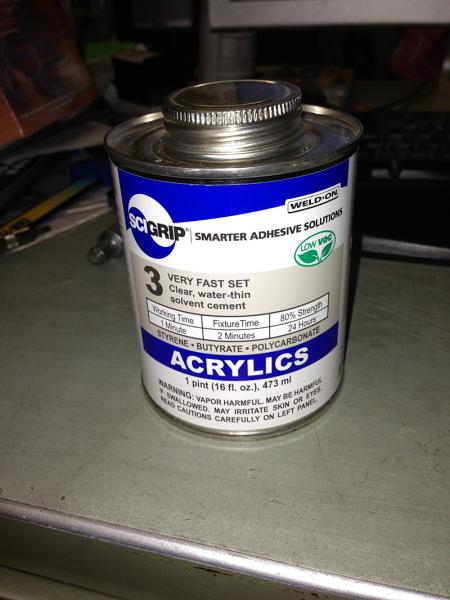 WELD-ON
SCIGRIP | SMARTER ADHESIVE SOLUTIONS
LOW VOC
3 VERY FAST SET
Clear, water-thin
solvent cement
Working Time FixtureTime 80% Strength
1 Minute 2 Minutes 24 Hours
STYRENE • BUTYRATE • POLYCARBONATE
ACRYLICS
1 pint (16 fl. oz.), 473 ml
WARNING: VAPOR HARMFUL. MAY BE HARMFUL
IF SWALLOWED. MAY IRRITATE SKIN OR EYES.
READ CAUTIONS CAREFULLY ON LEFT PANEL.